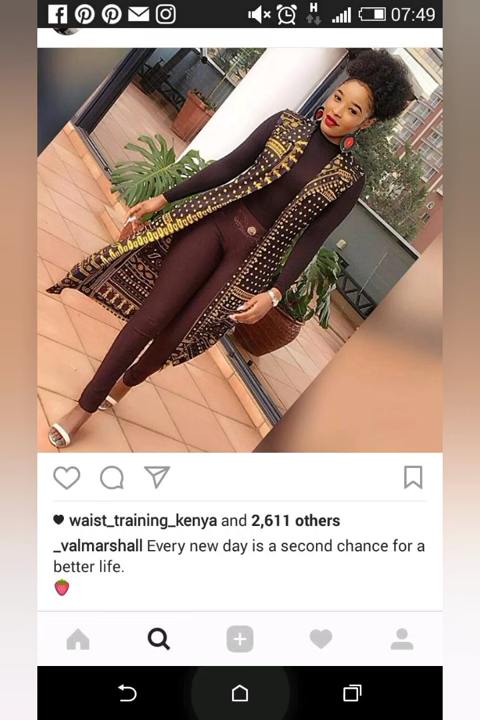 H 07:49
waist_training_kenya and 2,611 others
_valmarshall Every new day is a second chance for a
better life.